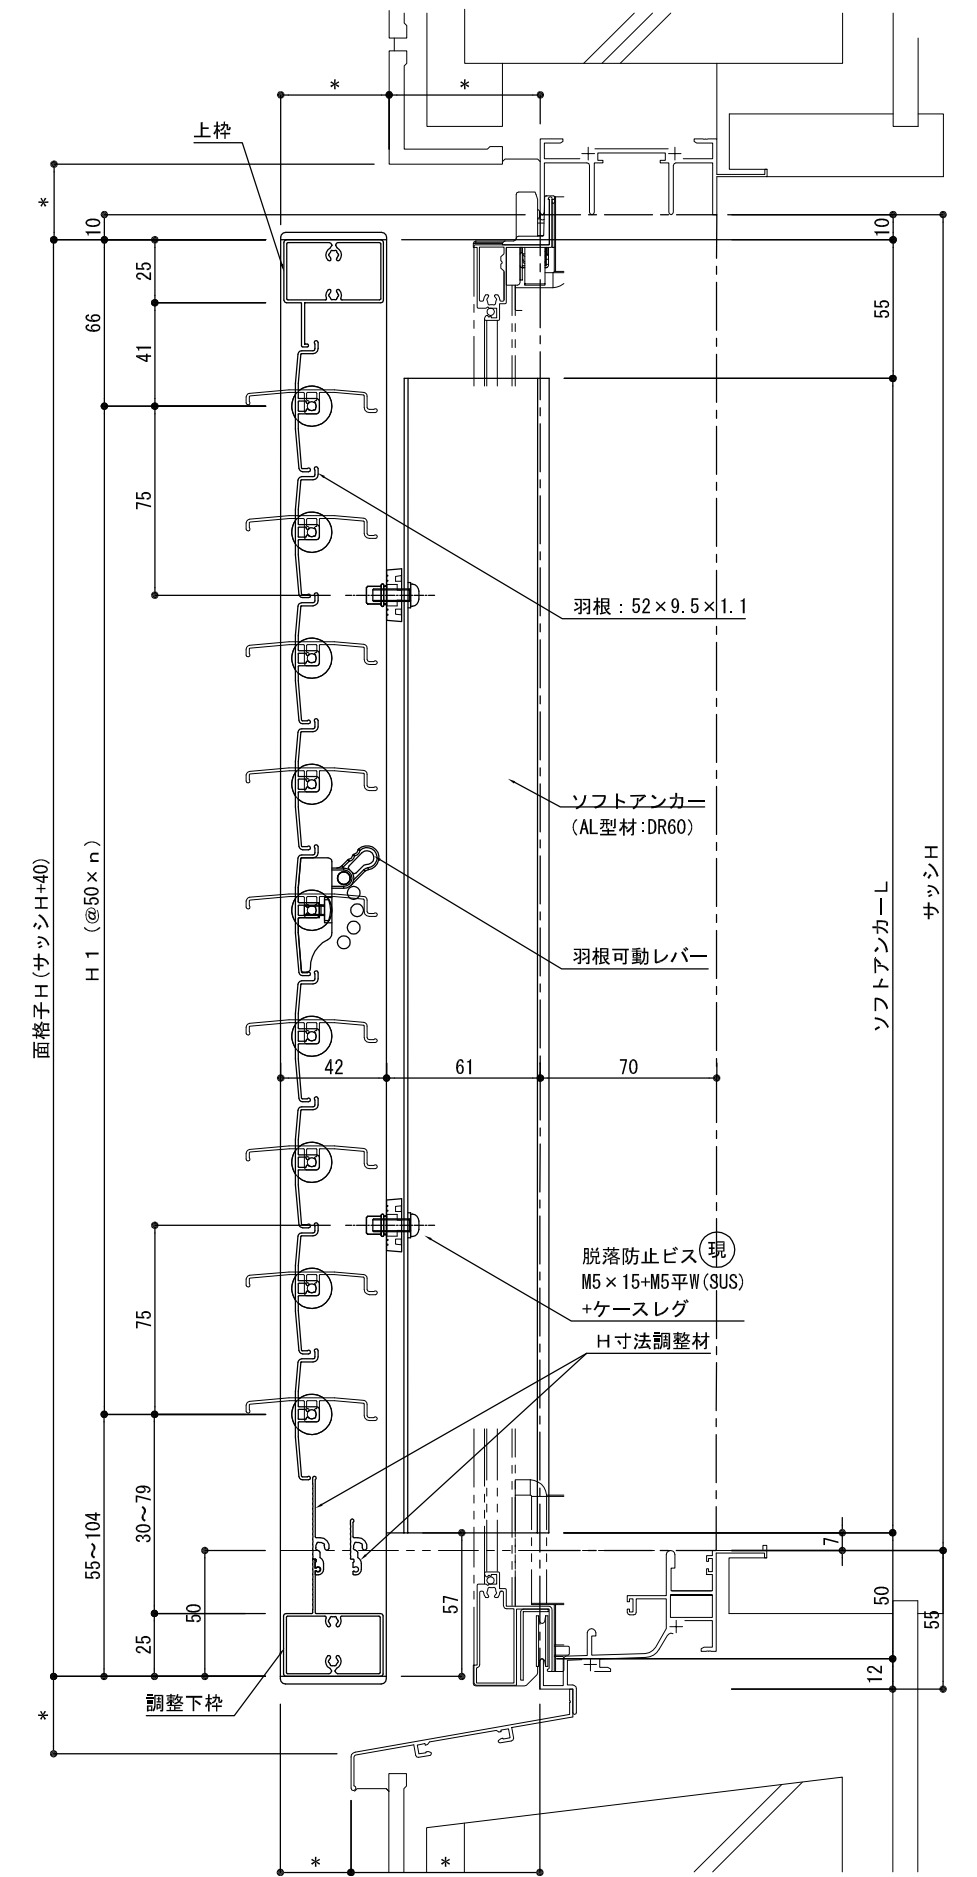 *
*
上枠
*
10
10
25
66
55
41
75
羽根：52×9.5×1.1
ソフトアンカー
(AL型材:DR60)
面格子H(サッシH+40)
H1 (@50×n)
ソフトアンカーL
サッシH
羽根可動レバー
42
61
70
脱落防止ビス 現
M5×15+M5平W(SUS)
+ケースレグ
H寸法調整材
75
30〜79
55〜104
7
50
57
50
55
25
12
調整下枠
*
*
*